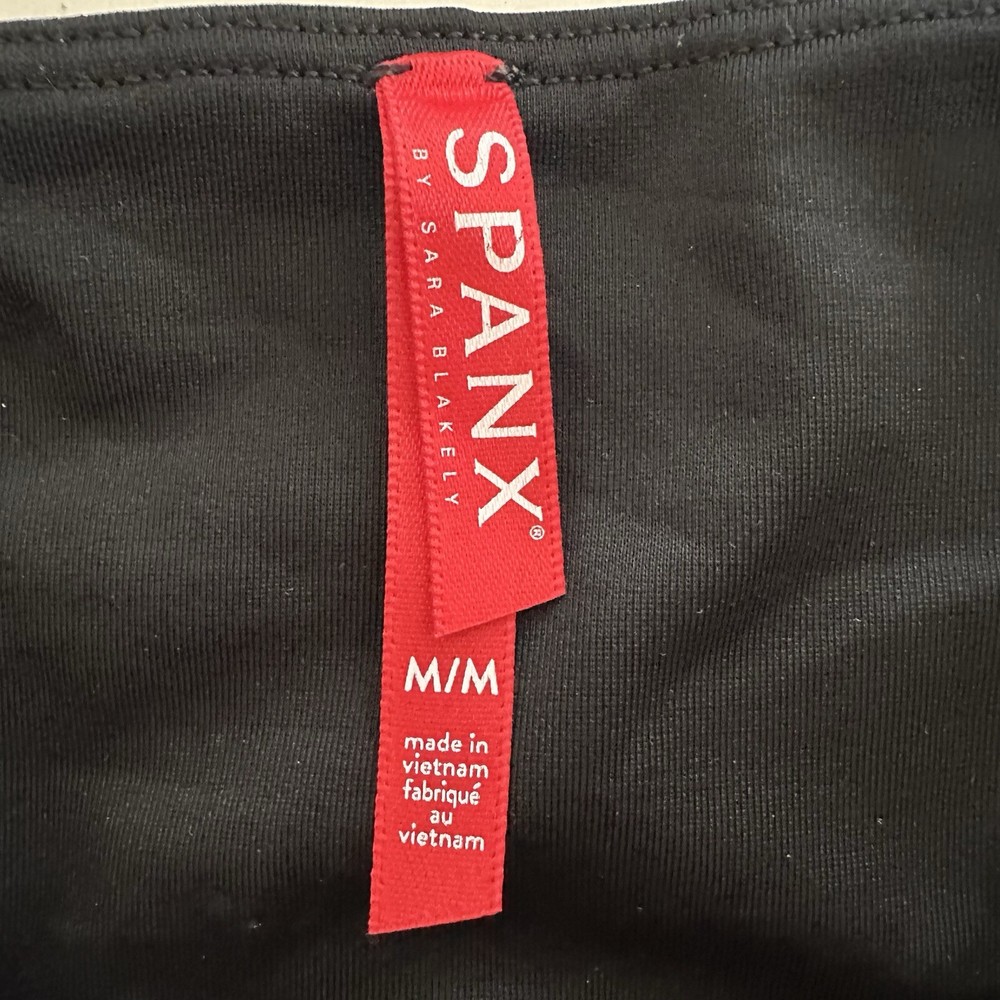 SPANX®
BY SARA BLAKELY
M/M
made in
vietnam
fabriqué
au
vietnam